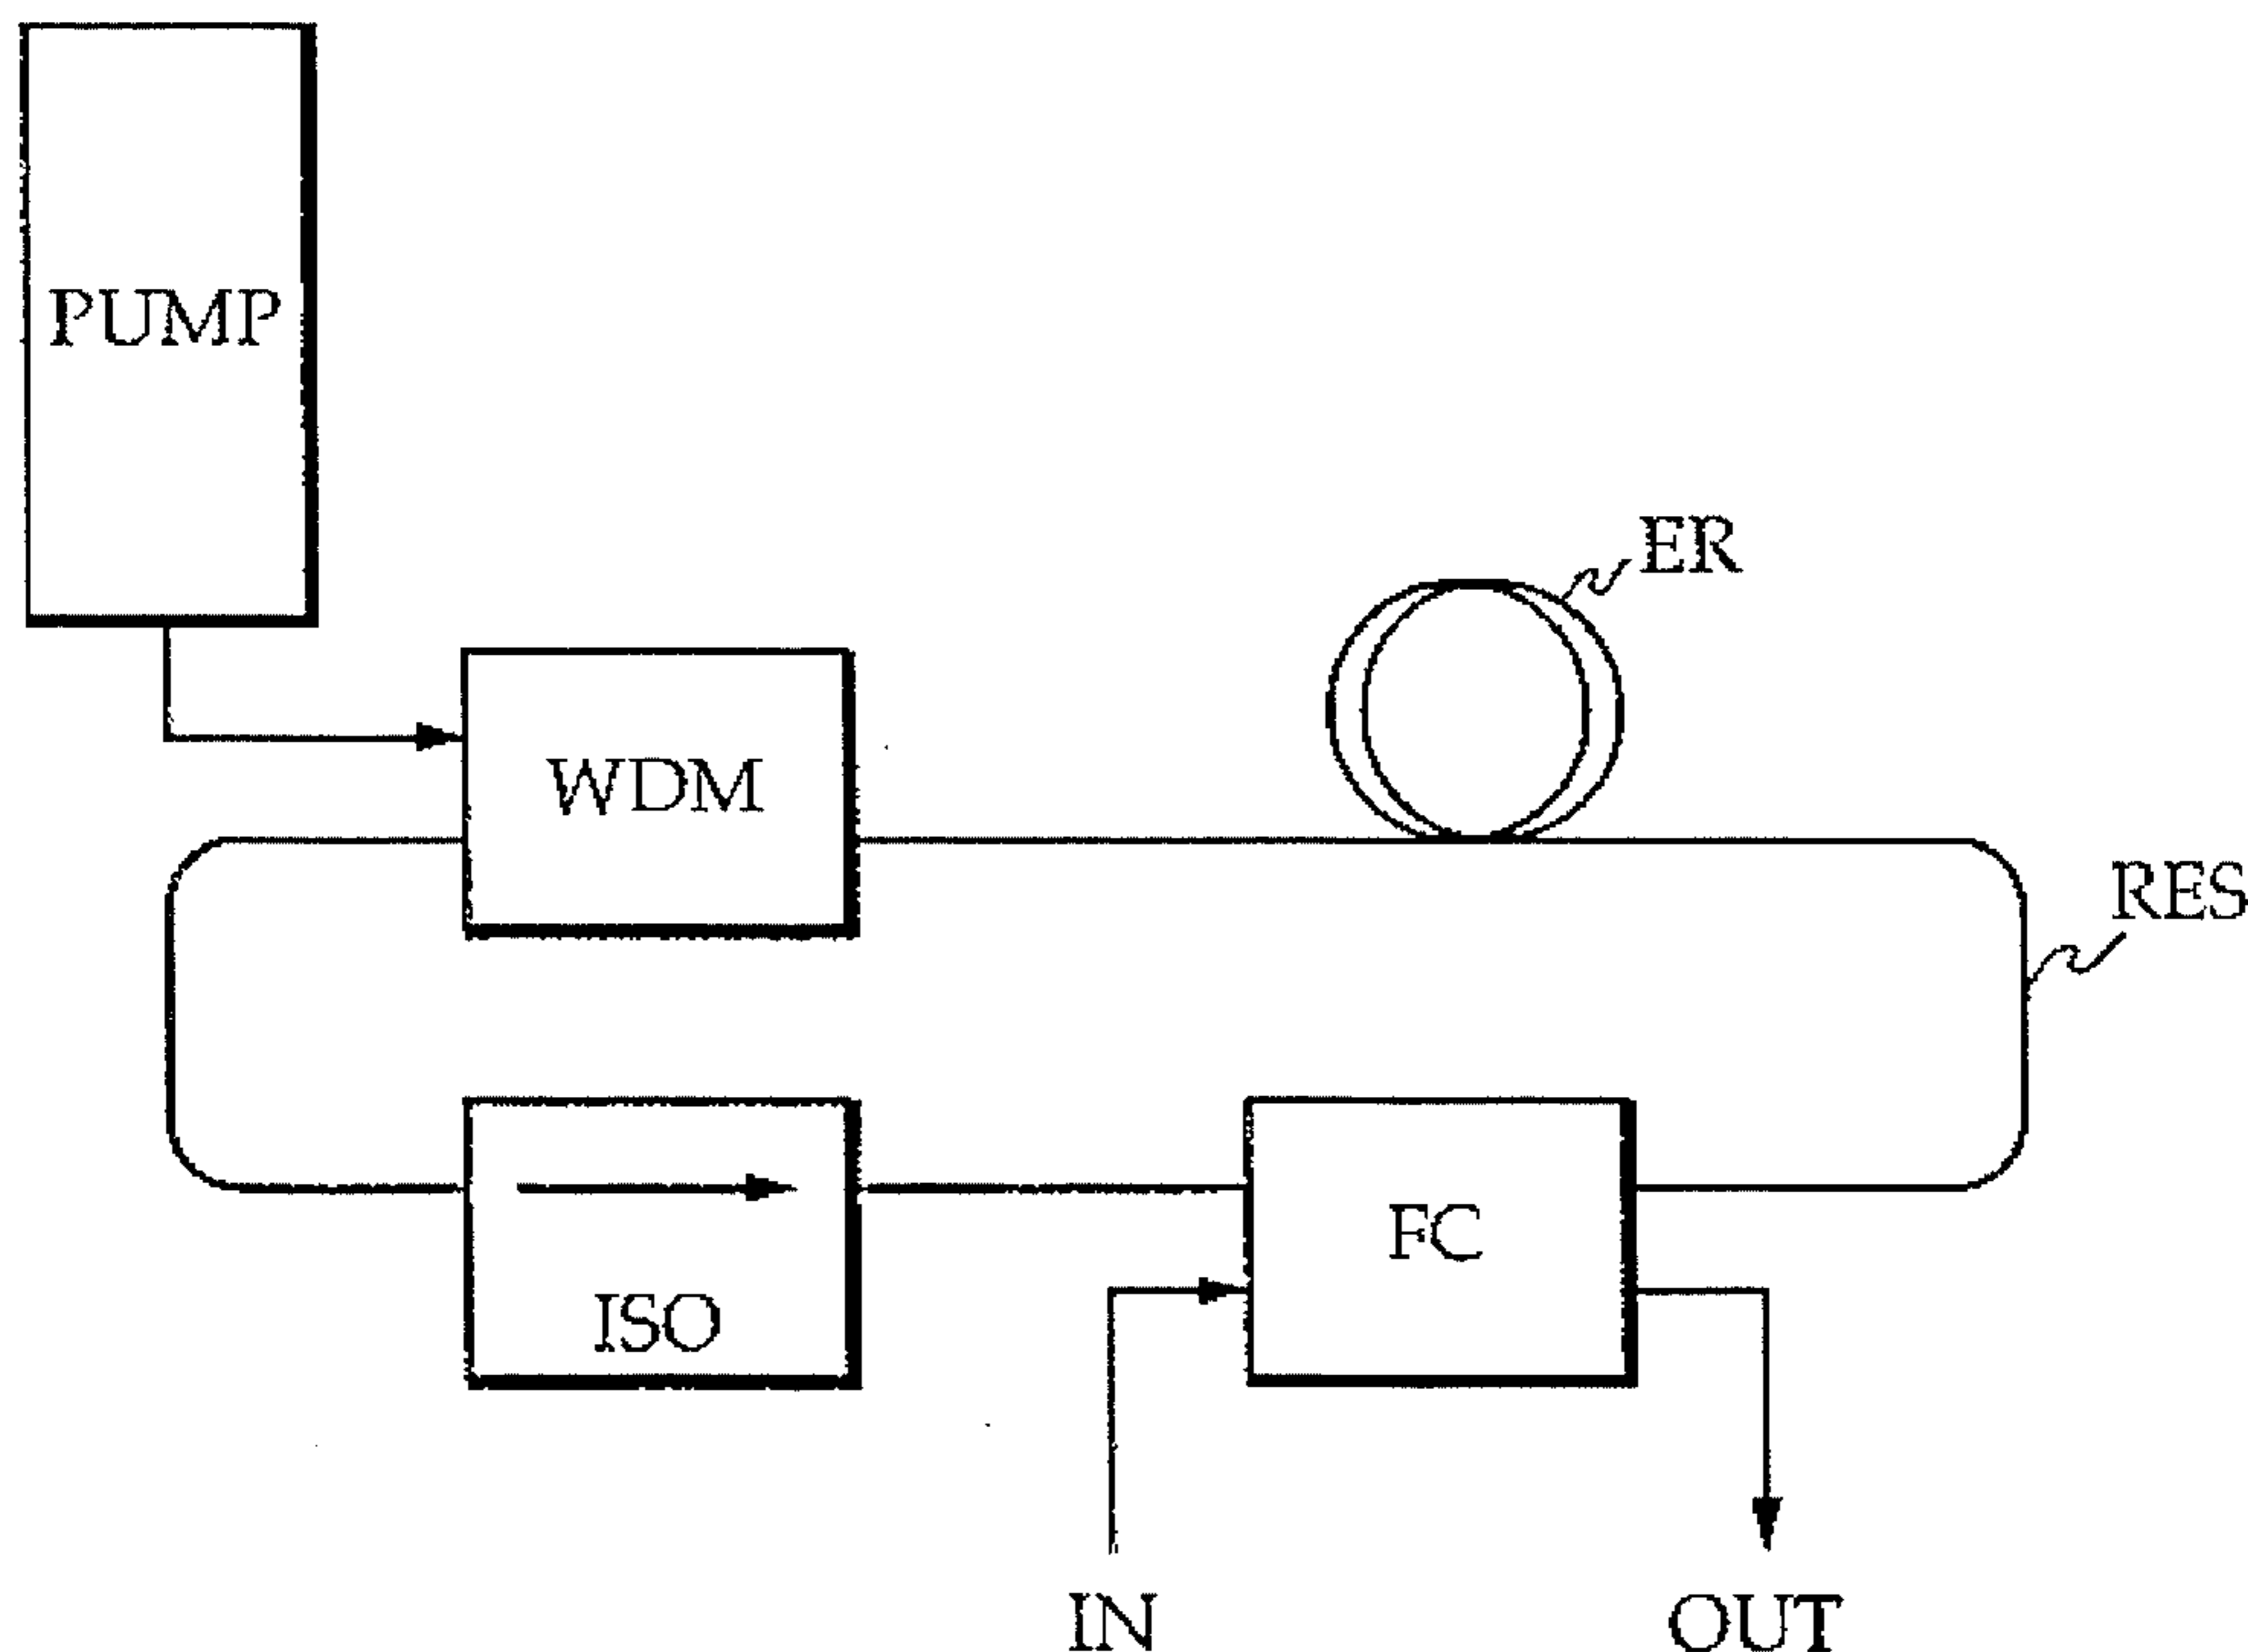 PUMP
ER
WDM
RES
FC
ISO
IN
OUT